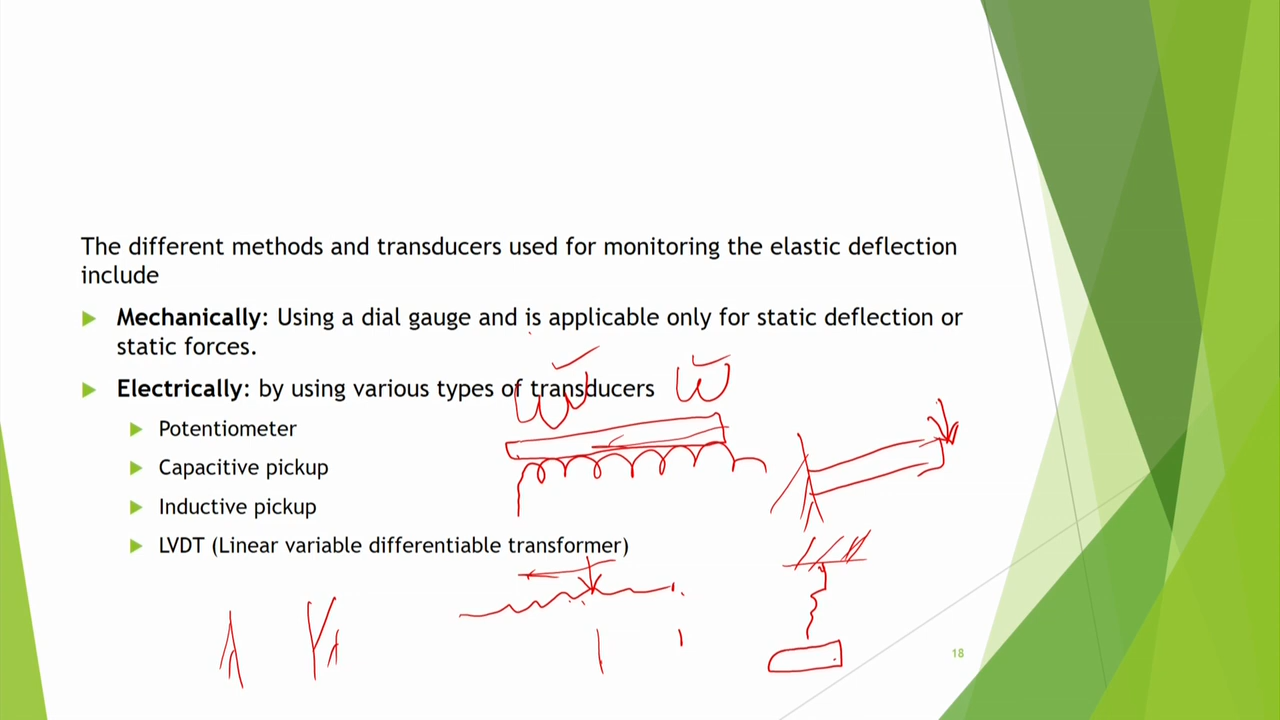 The different methods and transducers used for monitoring the elastic deflection
include
Mechanically: Using a dial gauge and is applicable only for static deflection or
static forces.
Electrically: by using various types of transducers
Potentiometer
Capacitive pickup
Inductive pickup
LVDT (Linear variable differentiable transformer)
18